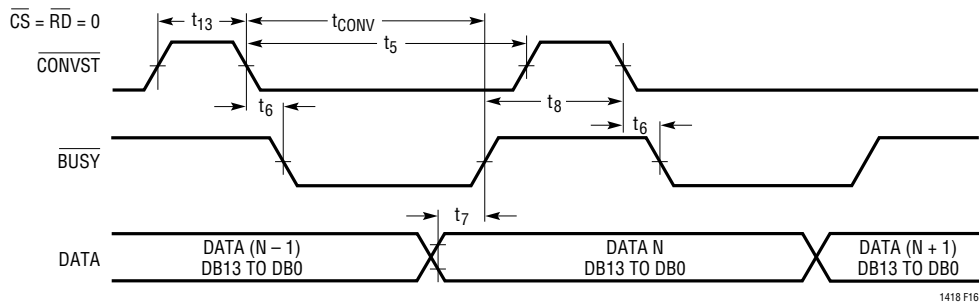 CS = RD = 0
t13
tCONV
t5
CONVST
t6
t8
t6
BUSY
t7
DATA
DATA (N – 1)
DB13 TO DB0
DATA N
DB13 TO DB0
DATA (N + 1)
DB13 TO DB0
1418 F16